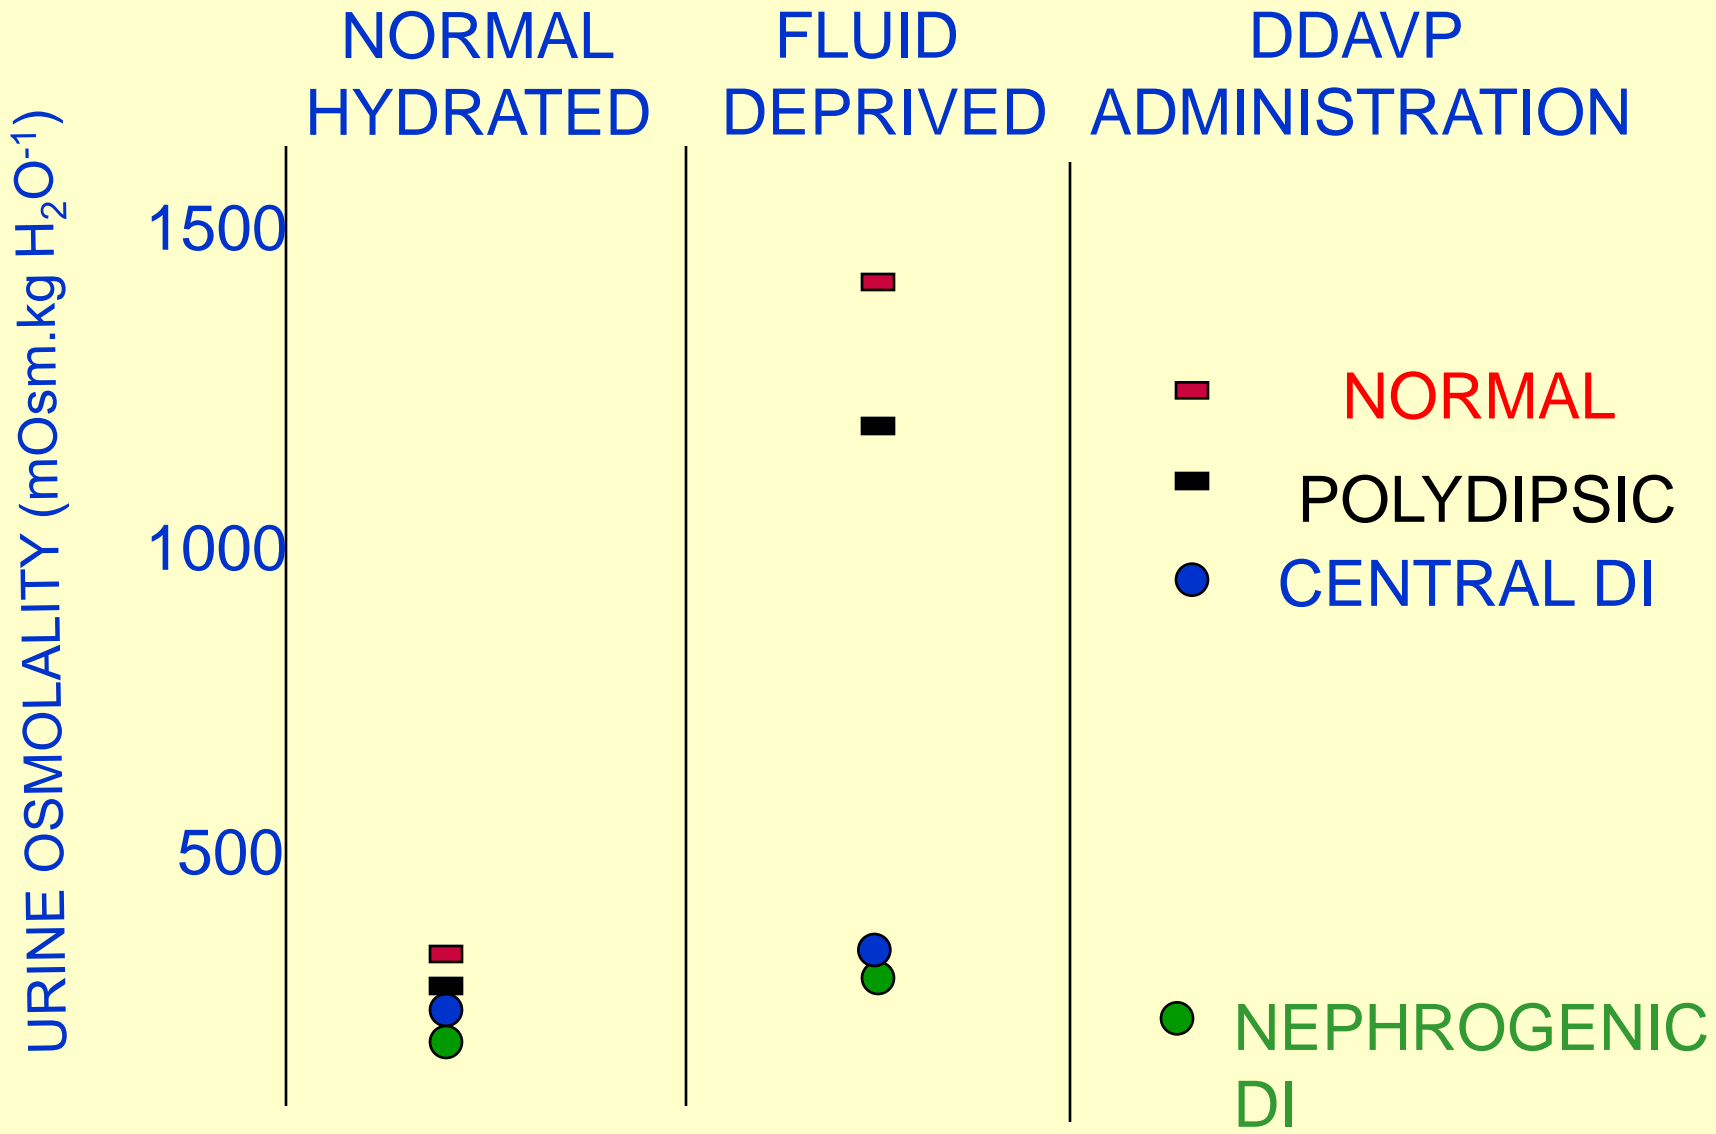 NORMAL
HYDRATED
FLUID
DEPRIVED
DDAVP
ADMINISTRATION
URINE OSMOLALITY (mOsm.kg H₂O⁻¹)
1500
1000
500
NORMAL
POLYDIPSIC
CENTRAL DI
NEPHROGENIC
DI